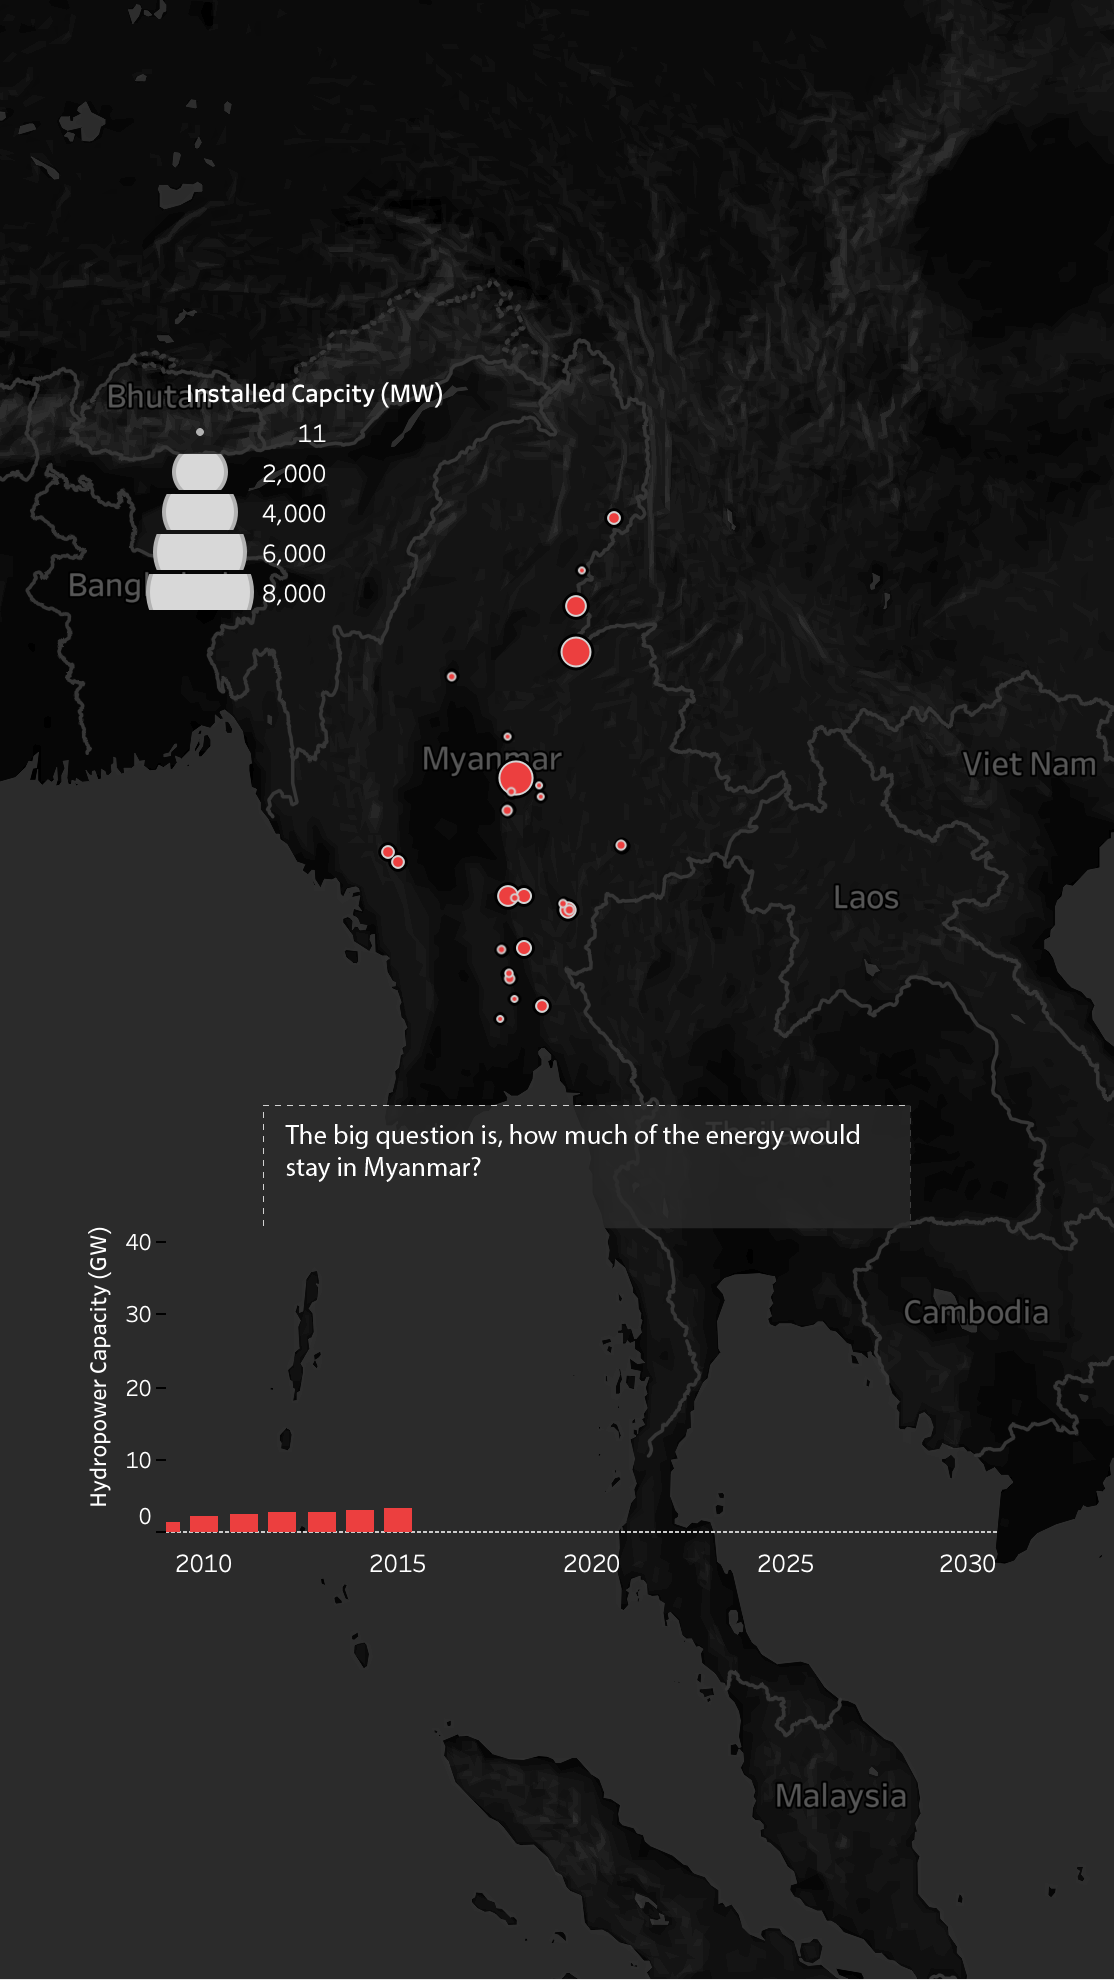 Bhutan
Installed Capcity (MW)
11
2,000
4,000
6,000
8,000
Bang
Myanmar
Viet Nam
Laos
The big question is, how much of the energy would
stay in Myanmar?
Thailand
Cambodia
Hydropower Capacity (GW)
40
30
20
10
0
2010
2015
2020
2025
2030
Malaysia